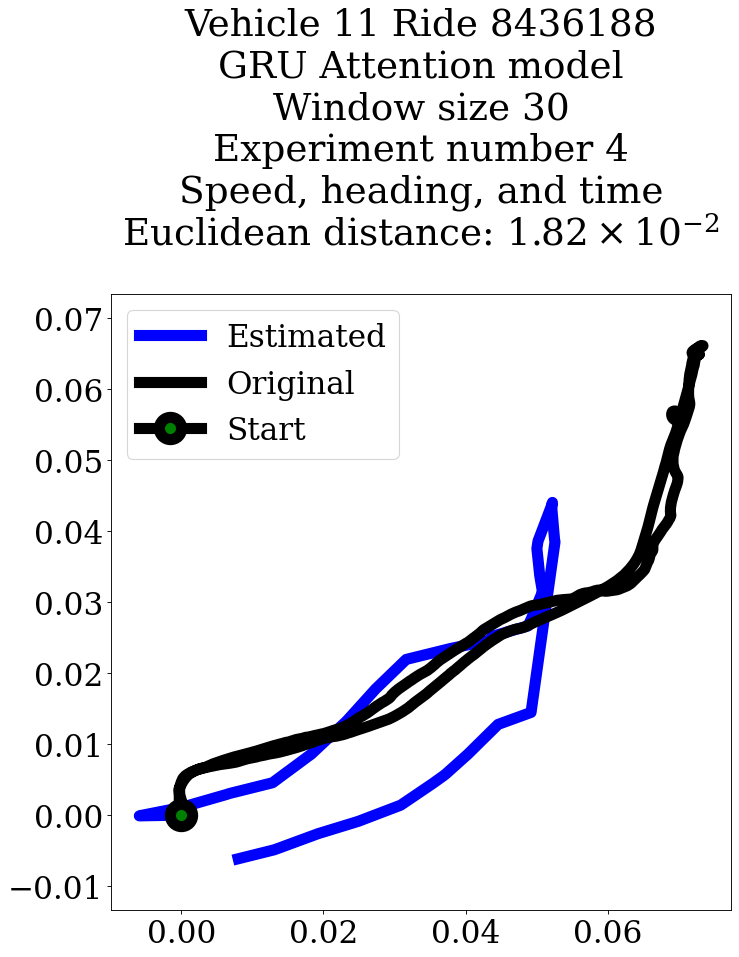 Vehicle 11 Ride 8436188
GRU Attention model
Window size 30
Experiment number 4
Speed, heading, and time
Euclidean distance: 1.82 × 10⁻²
Estimated
Original
Start
0.07
0.06
0.05
0.04
0.03
0.02
0.01
0.00
−0.01
0.00 0.02 0.04 0.06